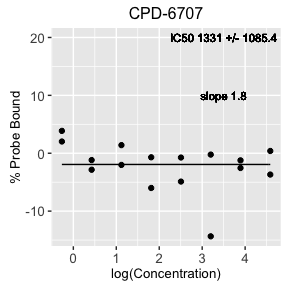 CPD-6707
20
IC50 1331 +/- 1085.4
10
slope 1.8
% Probe Bound
0
-10
0 1 2 3 4 5
log(Concentration)